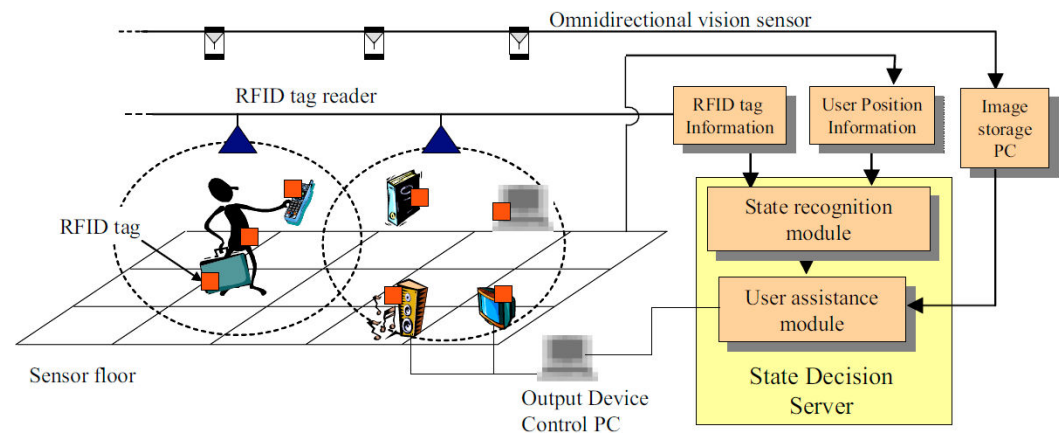 Omnidirectional vision sensor
RFID tag reader
RFID tag
Information
User Position
Information
Image
storage
PC
State recognition
module
RFID tag
User assistance
module
Sensor floor
Output Device
Control PC
State Decision
Server